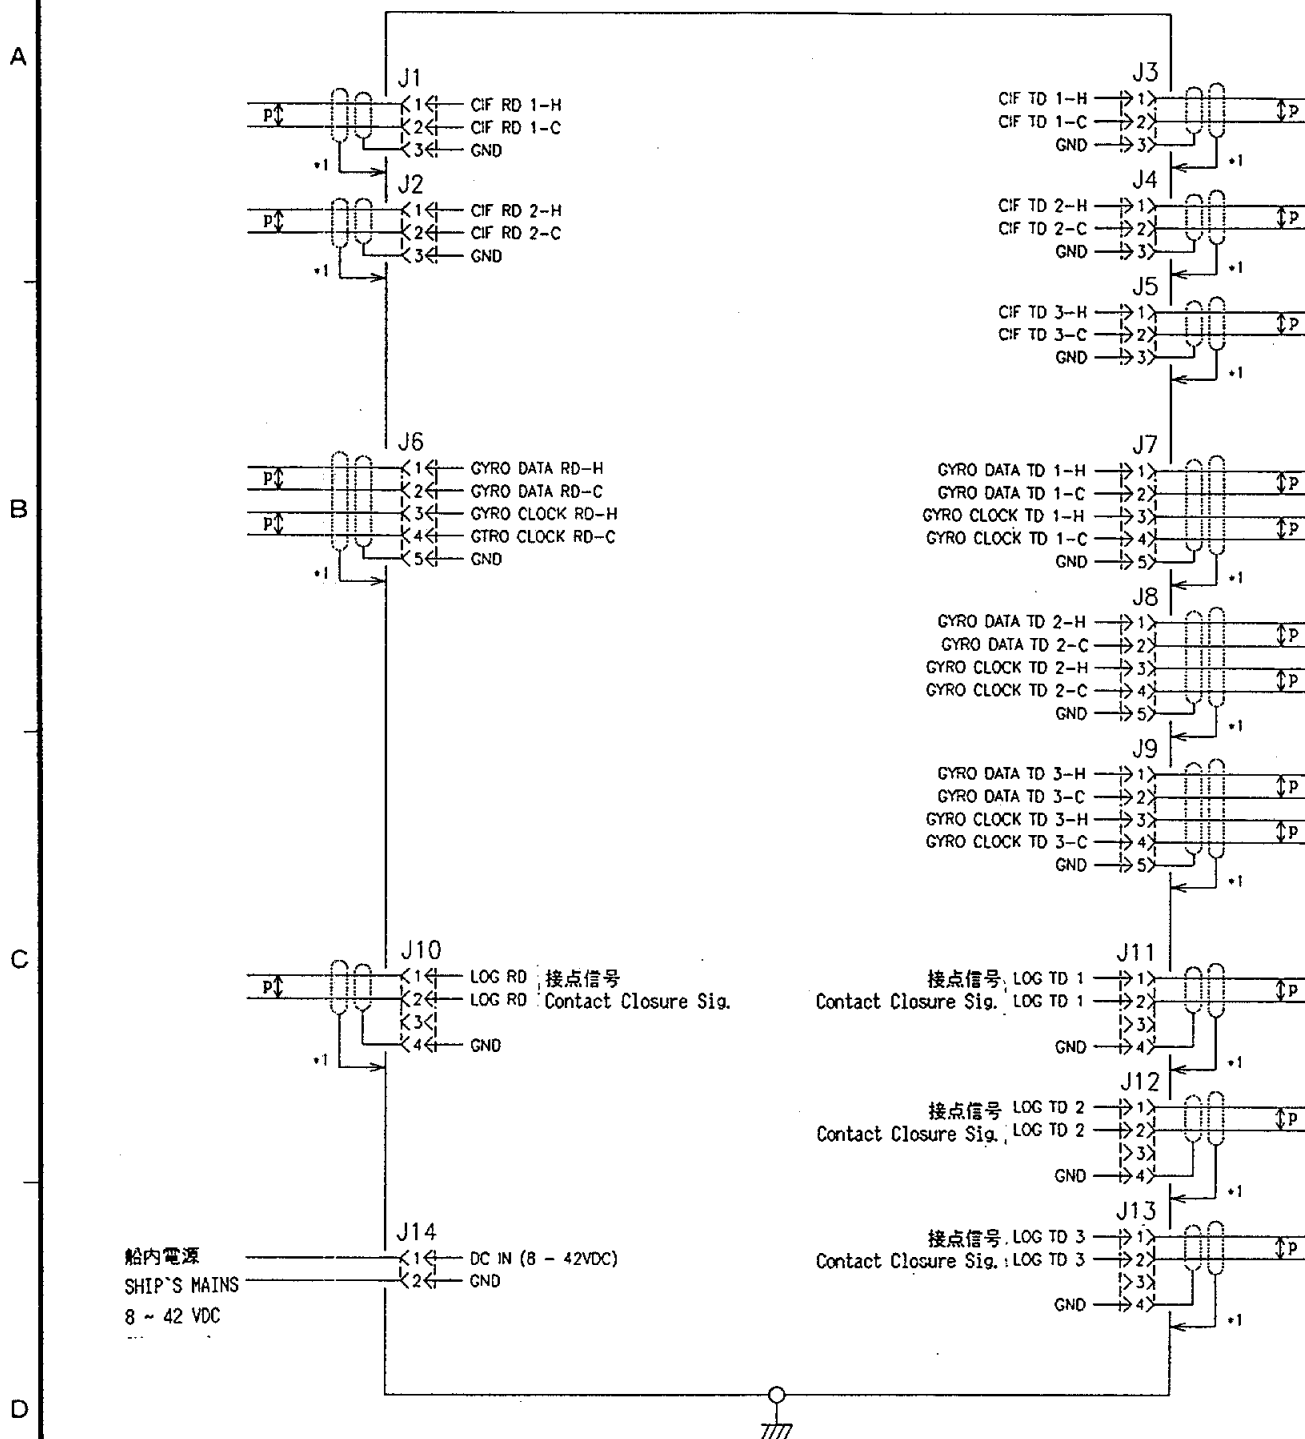 A
J1
1 CIF RD 1-H
P
2 CIF RD 1-C
3 GND
*1
J2
1 CIF RD 2-H
P
2 CIF RD 2-C
3 GND
*1
J3
CIF TD 1-H 1
P
CIF TD 1-C 2
GND 3
*1
J4
CIF TD 2-H 1
P
CIF TD 2-C 2
GND 3
*1
J5
CIF TD 3-H 1
P
CIF TD 3-C 2
GND 3
*1
B
J6
1 GYRO DATA RD-H
P
2 GYRO DATA RD-C
3 GYRO CLOCK RD-H
P
4 GTRO CLOCK RD-C
5 GND
*1
J7
GYRO DATA TD 1-H 1
P
GYRO DATA TD 1-C 2
GYRO CLOCK TD 1-H 3
P
GYRO CLOCK TD 1-C 4
GND 5
*1
J8
GYRO DATA TD 2-H 1
P
GYRO DATA TD 2-C 2
GYRO CLOCK TD 2-H 3
P
GYRO CLOCK TD 2-C 4
GND 5
*1
J9
GYRO DATA TD 3-H 1
P
GYRO DATA TD 3-C 2
GYRO CLOCK TD 3-H 3
P
GYRO CLOCK TD 3-C 4
GND 5
*1
C
J10
1 LOG RD 接点信号
P
2 LOG RD Contact Closure Sig.
3
4 GND
*1
J11
接点信号 LOG TD 1 1
P
Contact Closure Sig. LOG TD 1 2
3
GND 4
*1
J12
接点信号 LOG TD 2 1
P
Contact Closure Sig. LOG TD 2 2
3
GND 4
*1
J13
接点信号 LOG TD 3 1
P
Contact Closure Sig. LOG TD 3 2
3
GND 4
*1
J14
船内電源 1 DC IN (8 - 42VDC)
SHIP`S MAINS 2 GND
8 ~ 42 VDC
D